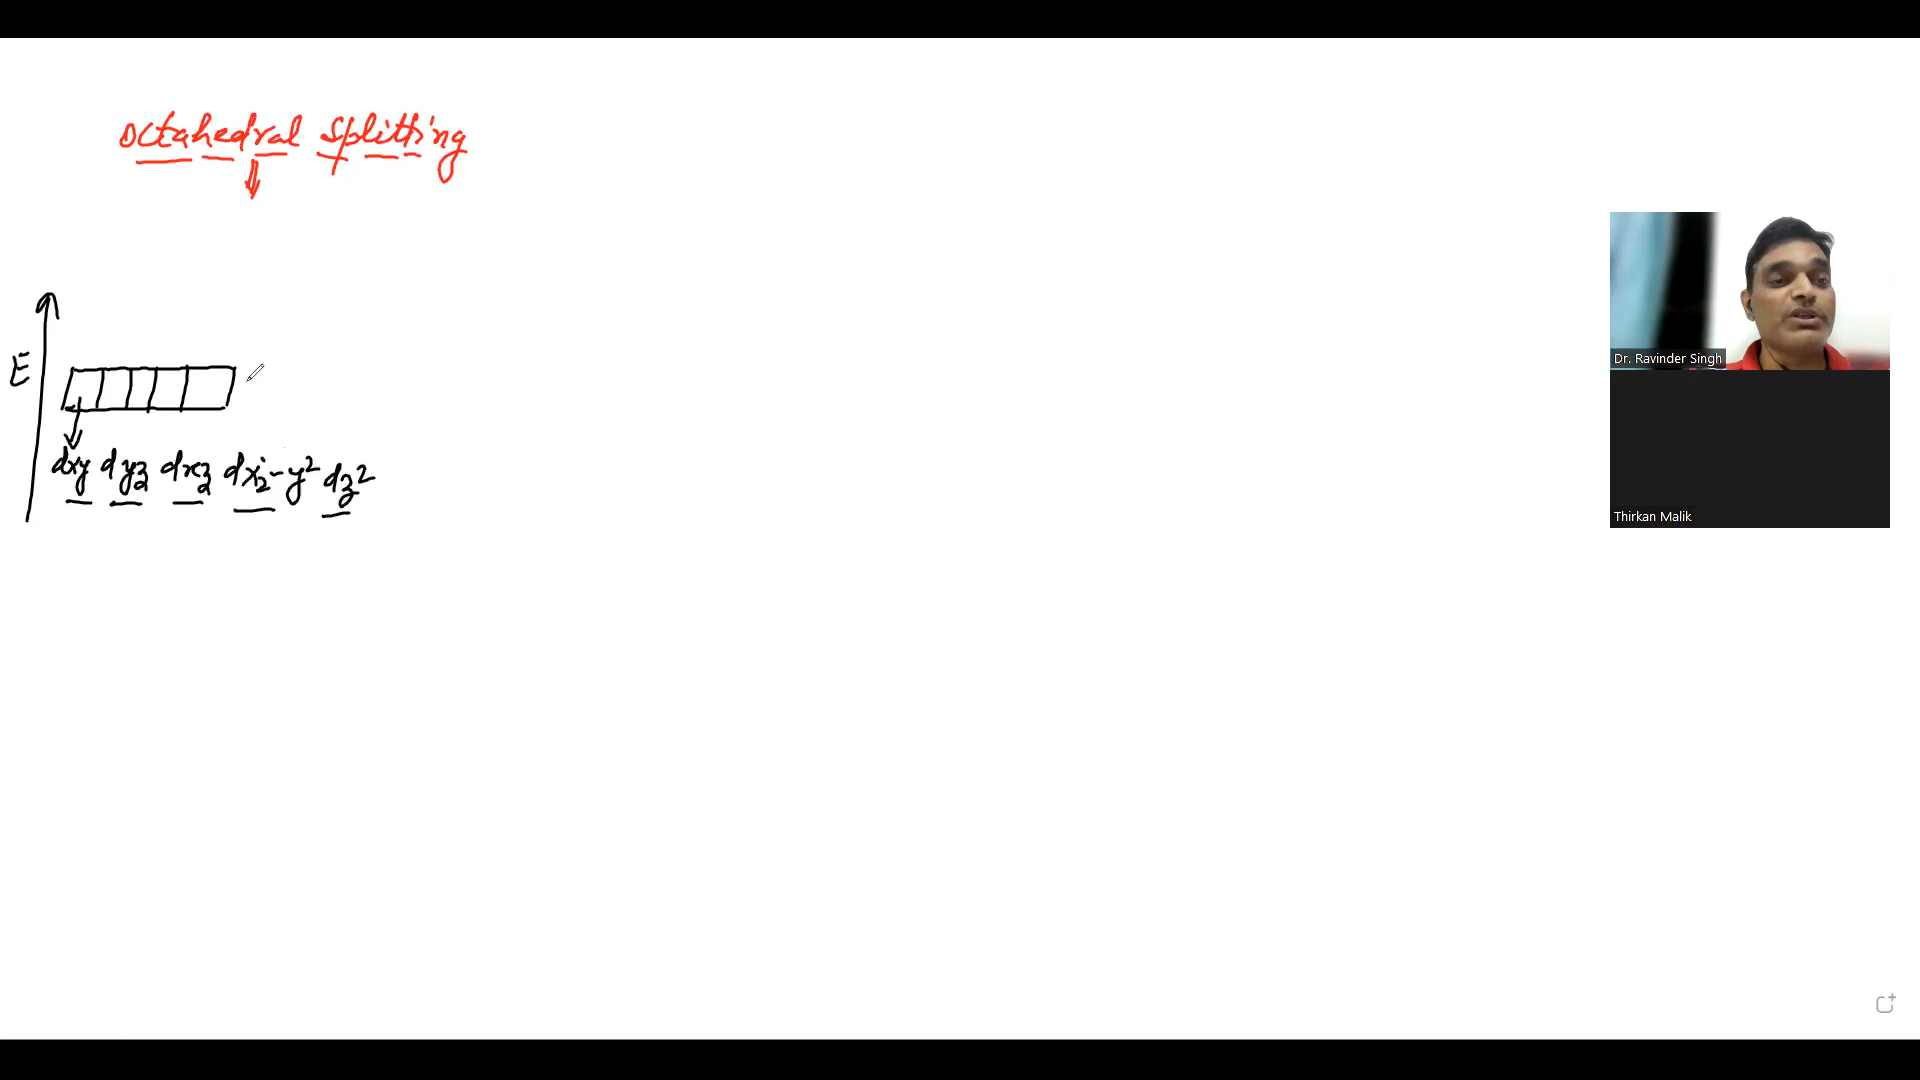 Octahedral splitting
E
dxy dyz dxz dx²-y² dz²
Dr. Ravinder Singh
Thirkan Malik